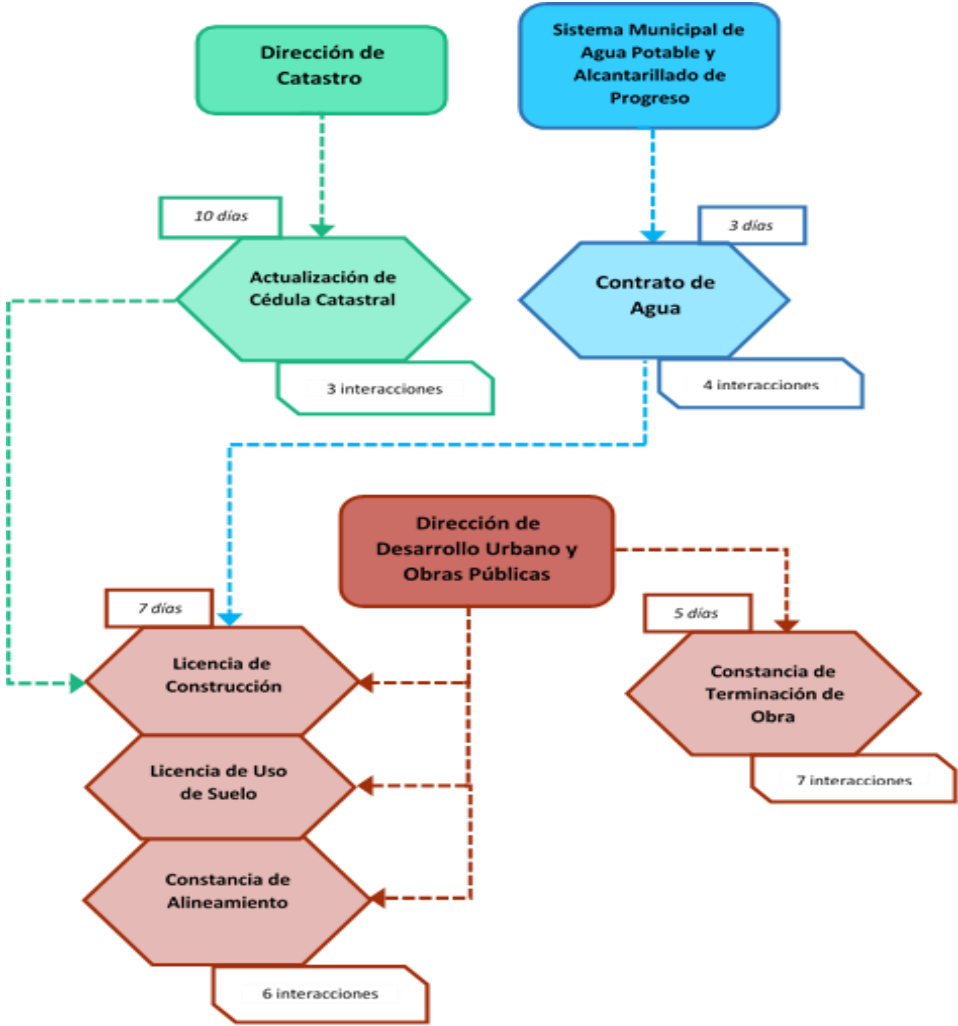 Dirección de
Catastro
Sistema Municipal de
Agua Potable y
Alcantarillado de
Progreso
10 días
3 días
Actualización de
Cédula Catastral
Contrato de
Agua
3 interacciones
4 interacciones
Dirección de
Desarrollo Urbano y
Obras Públicas
7 días
5 días
Licencia de
Construcción
Constancia de
Terminación de
Obra
Licencia de Uso
de Suelo
7 interacciones
Constancia de
Alineamiento
6 interacciones